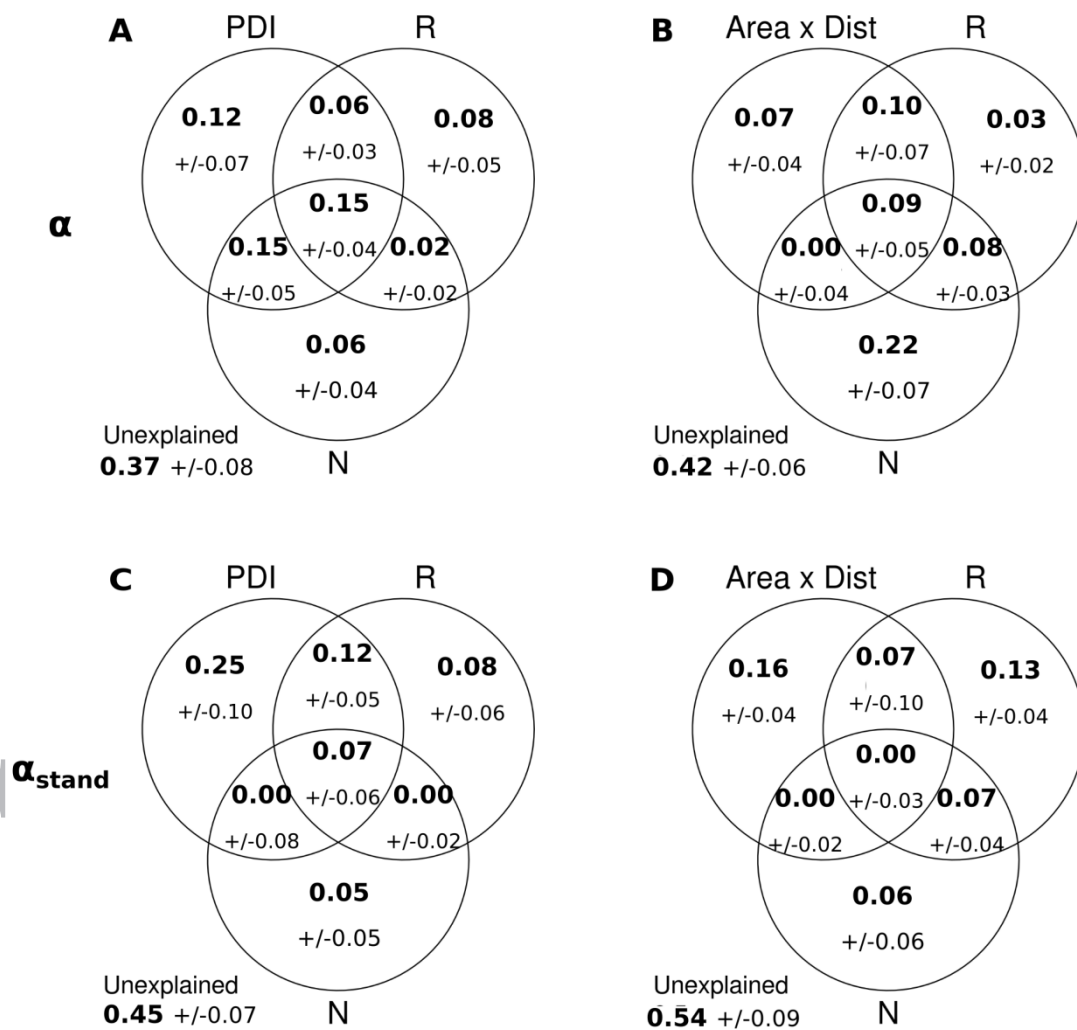 A PDI R
0.12 0.06 0.08
+/-0.07 +/-0.03 +/-0.05
0.15
α
0.15 +/-0.04 0.02
+/-0.05 +/-0.02
0.06
+/-0.04
Unexplained
0.37 +/-0.08
N
B Area x Dist R
0.07 0.10 0.03
+/-0.04 +/-0.07 +/-0.02
0.09
0.00 +/-0.05 0.08
+/-0.04 +/-0.03
0.22
+/-0.07
Unexplained
0.42 +/-0.06
N
C PDI R
0.25 0.12 0.08
+/-0.10 +/-0.05 +/-0.06
0.07
αstand
0.00 +/-0.06 0.00
+/-0.08 +/-0.02
0.05
+/-0.05
Unexplained
0.45 +/-0.07
N
D Area x Dist R
0.16 0.07 0.13
+/-0.04 +/-0.10 +/-0.04
0.00
0.00 +/-0.03 0.07
+/-0.02 +/-0.04
0.06
+/-0.06
Unexplained
0.54 +/-0.09
N